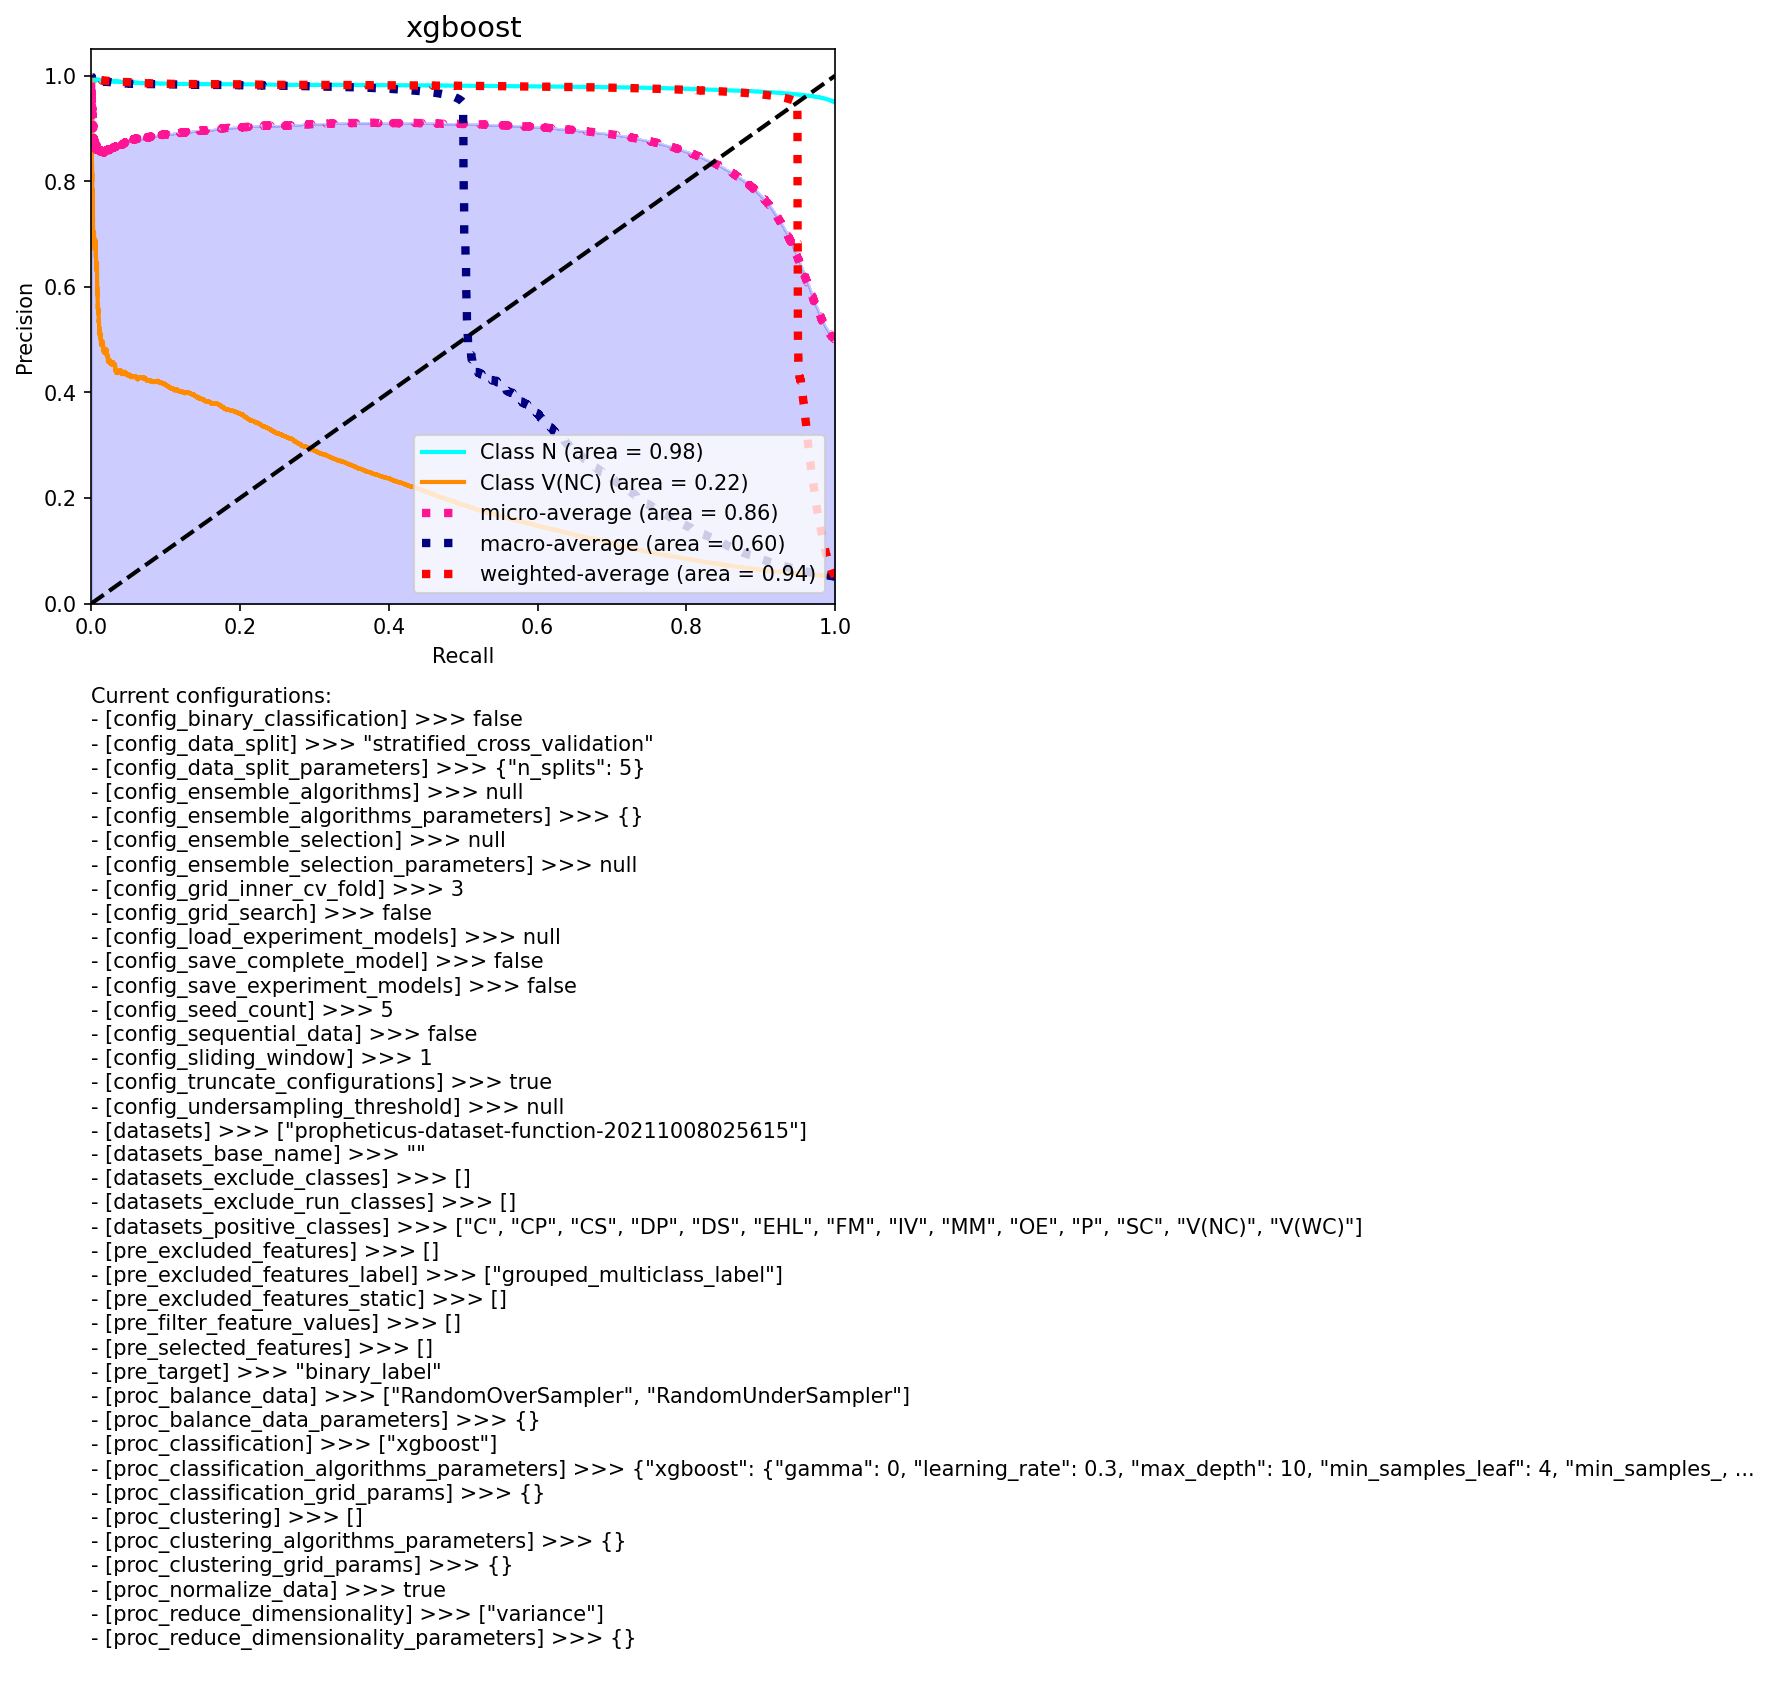 xgboost
1.0
0.8
0.6
0.4
0.2
0.0
Precision
0.0 0.2 0.4 0.6 0.8 1.0
Recall
Class N (area = 0.98)
Class V(NC) (area = 0.22)
micro-average (area = 0.86)
macro-average (area = 0.60)
weighted-average (area = 0.94)
Current configurations:
- [config_binary_classification] >>> false
- [config_data_split] >>> "stratified_cross_validation"
- [config_data_split_parameters] >>> {"n_splits": 5}
- [config_ensemble_algorithms] >>> null
- [config_ensemble_algorithms_parameters] >>> {}
- [config_ensemble_selection] >>> null
- [config_ensemble_selection_parameters] >>> null
- [config_grid_inner_cv_fold] >>> 3
- [config_grid_search] >>> false
- [config_load_experiment_models] >>> null
- [config_save_complete_model] >>> false
- [config_save_experiment_models] >>> false
- [config_seed_count] >>> 5
- [config_sequential_data] >>> false
- [config_sliding_window] >>> 1
- [config_truncate_configurations] >>> true
- [config_undersampling_threshold] >>> null
- [datasets] >>> ["propheticus-dataset-function-20211008025615"]
- [datasets_base_name] >>> ""
- [datasets_exclude_classes] >>> []
- [datasets_exclude_run_classes] >>> []
- [datasets_positive_classes] >>> ["C", "CP", "CS", "DP", "DS", "EHL", "FM", "IV", "MM", "OE", "P", "SC", "V(NC)", "V(WC)"]
- [pre_excluded_features] >>> []
- [pre_excluded_features_label] >>> ["grouped_multiclass_label"]
- [pre_excluded_features_static] >>> []
- [pre_filter_feature_values] >>> []
- [pre_selected_features] >>> []
- [pre_target] >>> "binary_label"
- [proc_balance_data] >>> ["RandomOverSampler", "RandomUnderSampler"]
- [proc_balance_data_parameters] >>> {}
- [proc_classification] >>> ["xgboost"]
- [proc_classification_algorithms_parameters] >>> {"xgboost": {"gamma": 0, "learning_rate": 0.3, "max_depth": 10, "min_samples_leaf": 4, "min_samples_, ...
- [proc_classification_grid_params] >>> {}
- [proc_clustering] >>> []
- [proc_clustering_algorithms_parameters] >>> {}
- [proc_clustering_grid_params] >>> {}
- [proc_normalize_data] >>> true
- [proc_reduce_dimensionality] >>> ["variance"]
- [proc_reduce_dimensionality_parameters] >>> {}